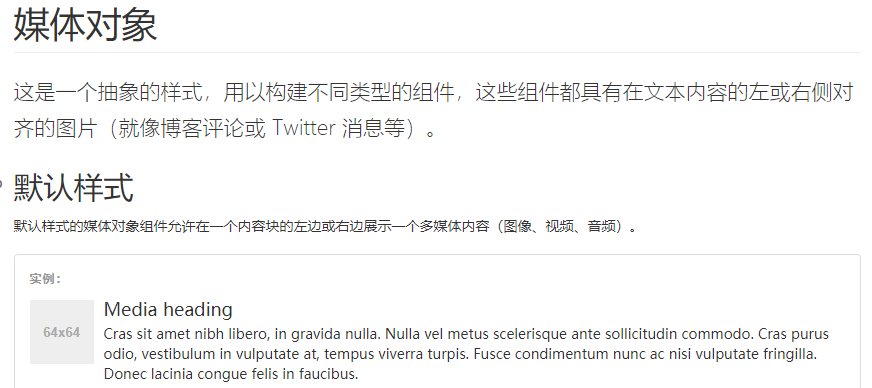 媒体对象
这是一个抽象的样式，用以构建不同类型的组件，这些组件都具有在文本内容的左或右侧对
齐的图片（就像博客评论或 Twitter 消息等）。
默认样式
默认样式的媒体对象组件允许在一个内容块的左边或右边展示一个多媒体内容（图像、视频、音频）。
实例：
64x64
Media heading
Cras sit amet nibh libero, in gravida nulla. Nulla vel metus scelerisque ante sollicitudin commodo. Cras purus
odio, vestibulum in vulputate at, tempus viverra turpis. Fusce condimentum nunc ac nisi vulputate fringilla.
Donec lacinia congue felis in faucibus.